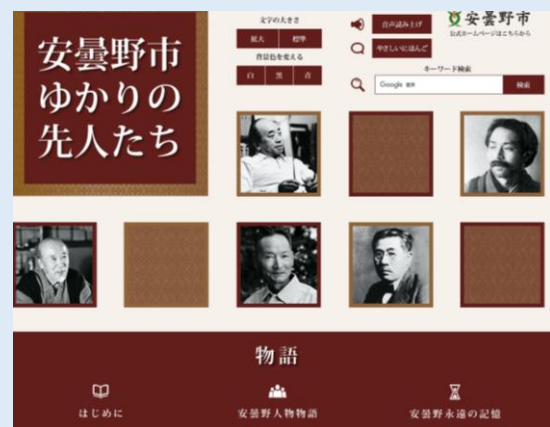 安曇野市
ゆかりの
先人たち
文字の大きさ
拡大
標準
背景色を変える
白
黒
青
音声読み上げ
やさしいにほんご
安曇野市
公式ホームページはこちらから
キーワード検索
Google 提供
検索
物語
はじめに
安曇野人物物語
安曇野永遠の記憶